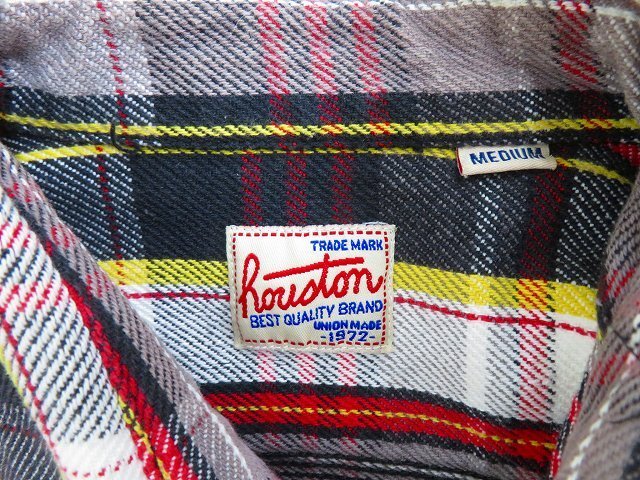 TRADE MARK
houston
BEST QUALITY BRAND
UNION MADE
-1972-
MEDIUM